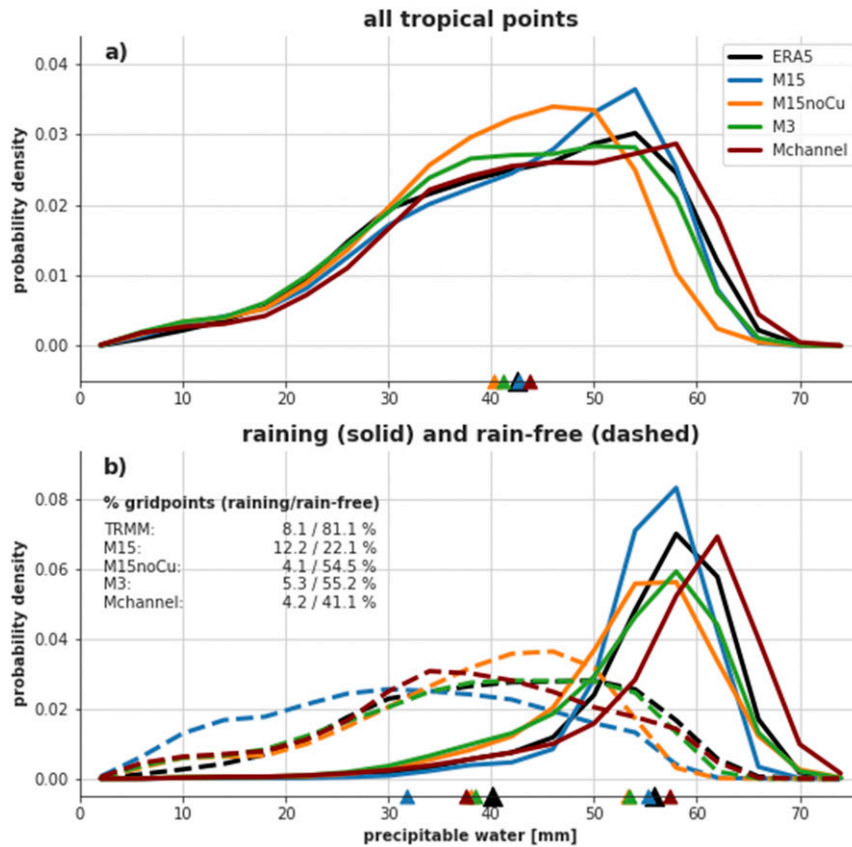 all tropical points
a)
ERA5
M15
M15noCu
M3
Mchannel
probability density
0.04
0.03
0.02
0.01
0.00
0 10 20 30 40 50 60 70
raining (solid) and rain-free (dashed)
b)
% gridpoints (raining/rain-free)
TRMM: 8.1 / 81.1 %
M15: 12.2 / 22.1 %
M15noCu: 4.1 / 54.5 %
M3: 5.3 / 55.2 %
Mchannel: 4.2 / 41.1 %
probability density
0.08
0.06
0.04
0.02
0.00
0 10 20 30 40 50 60 70
precipitable water [mm]